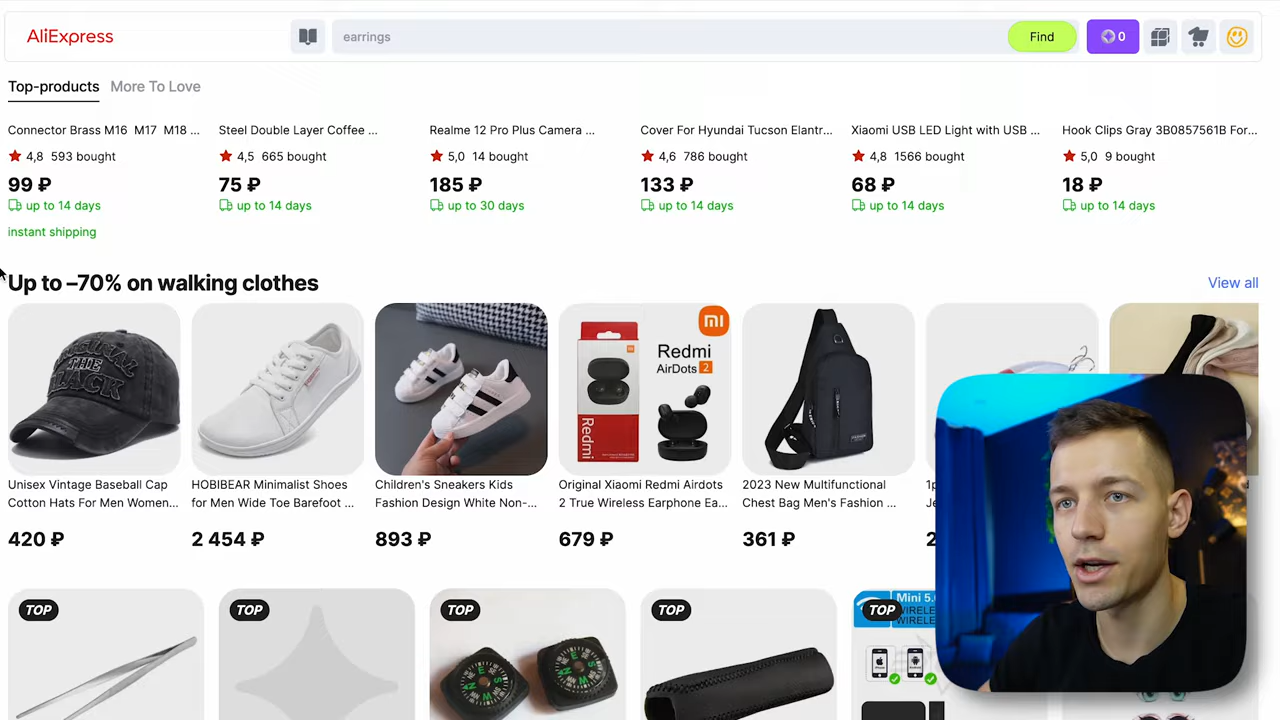 AliExpress
earrings
Find
0
Top-products
More To Love
Connector Brass M16 M17 M18 ...
4,8 593 bought
99 ₽
up to 14 days
instant shipping
Steel Double Layer Coffee ...
4,5 665 bought
75 ₽
up to 14 days
Realme 12 Pro Plus Camera ...
5,0 14 bought
185 ₽
up to 30 days
Cover For Hyundai Tucson Elantr...
4,6 786 bought
133 ₽
up to 14 days
Xiaomi USB LED Light with USB ...
4,8 1566 bought
68 ₽
up to 14 days
Hook Clips Gray 3B0857561B For...
5,0 9 bought
18 ₽
up to 14 days
Up to –70% on walking clothes
View all
THE
BLACK
Unisex Vintage Baseball Cap
Cotton Hats For Men Women...
420 ₽
HOBIBEAR Minimalist Shoes
for Men Wide Toe Barefoot ...
2 454 ₽
Children's Sneakers Kids
Fashion Design White Non-...
893 ₽
mi
Redmi
AirDots 2
Redmi
Original Xiaomi Redmi Airdots
2 True Wireless Earphone Ea...
679 ₽
2023 New Multifunctional
Chest Bag Men's Fashion ...
361 ₽
TOP
TOP
TOP
TOP
TOP
Mini 5.
WIRELE
WIRELE